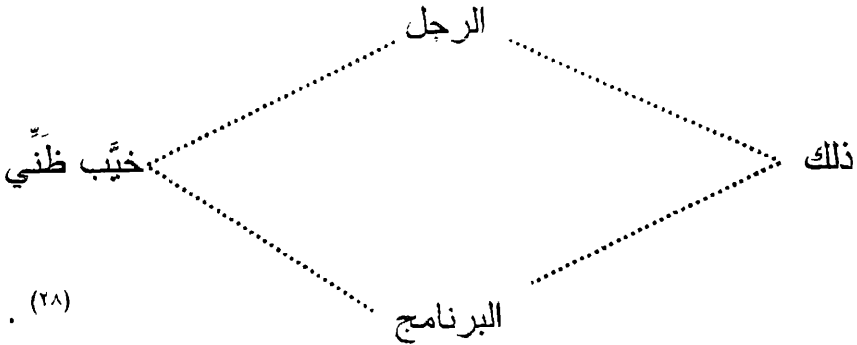 الرجل
ذلك خيَّب ظَنِّي
البرنامج
(٢٨) .